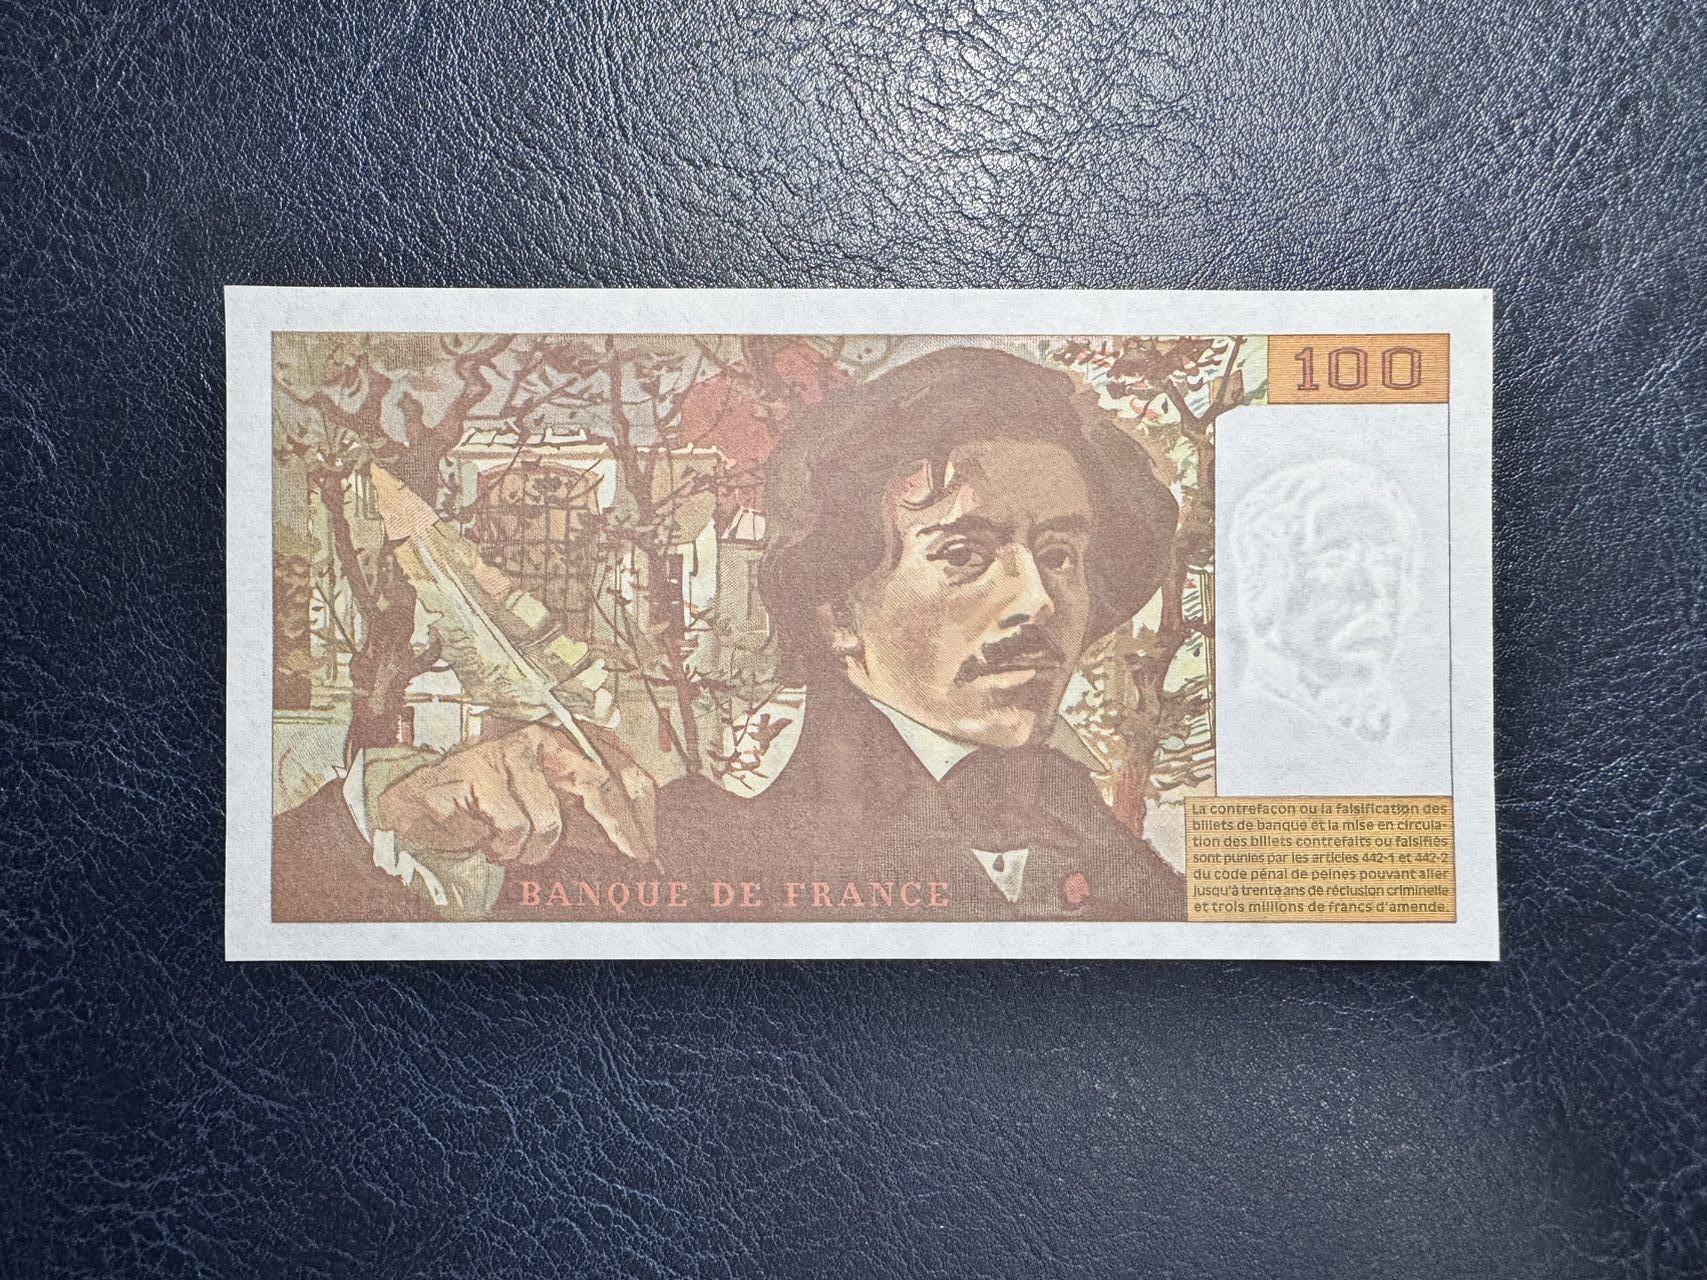 100
La contrefaçon ou la falsification des
billets de banque et la mise en circula-
tion des billets contrefaits ou falsifiés
sont punies par les articles 442-1 et 442-2
du code pénal de peines pouvant aller
jusqu'à trente ans de réclusion criminelle
et trois millions de francs d'amende.
BANQUE DE FRANCE